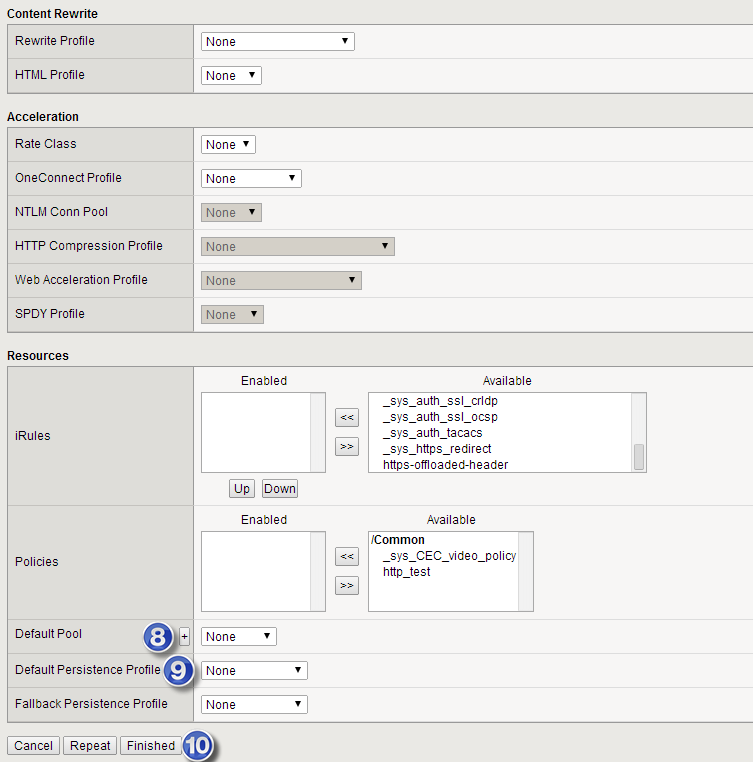 Content Rewrite
Rewrite Profile None
HTML Profile None
Acceleration
Rate Class None
OneConnect Profile None
NTLM Conn Pool None
HTTP Compression Profile None
Web Acceleration Profile None
SPDY Profile None
Resources
Enabled Available
iRules
_sys_auth_ssl_crldp
_sys_auth_ssl_ocsp
_sys_auth_tacacs
_sys_https_redirect
https-offloaded-header
<<
>>
Up Down
Enabled Available
Policies
/Common
_sys_CEC_video_policy
http_test
<<
>>
Default Pool 8 + None
Default Persistence Profile 9 None
Fallback Persistence Profile None
Cancel Repeat Finished 10